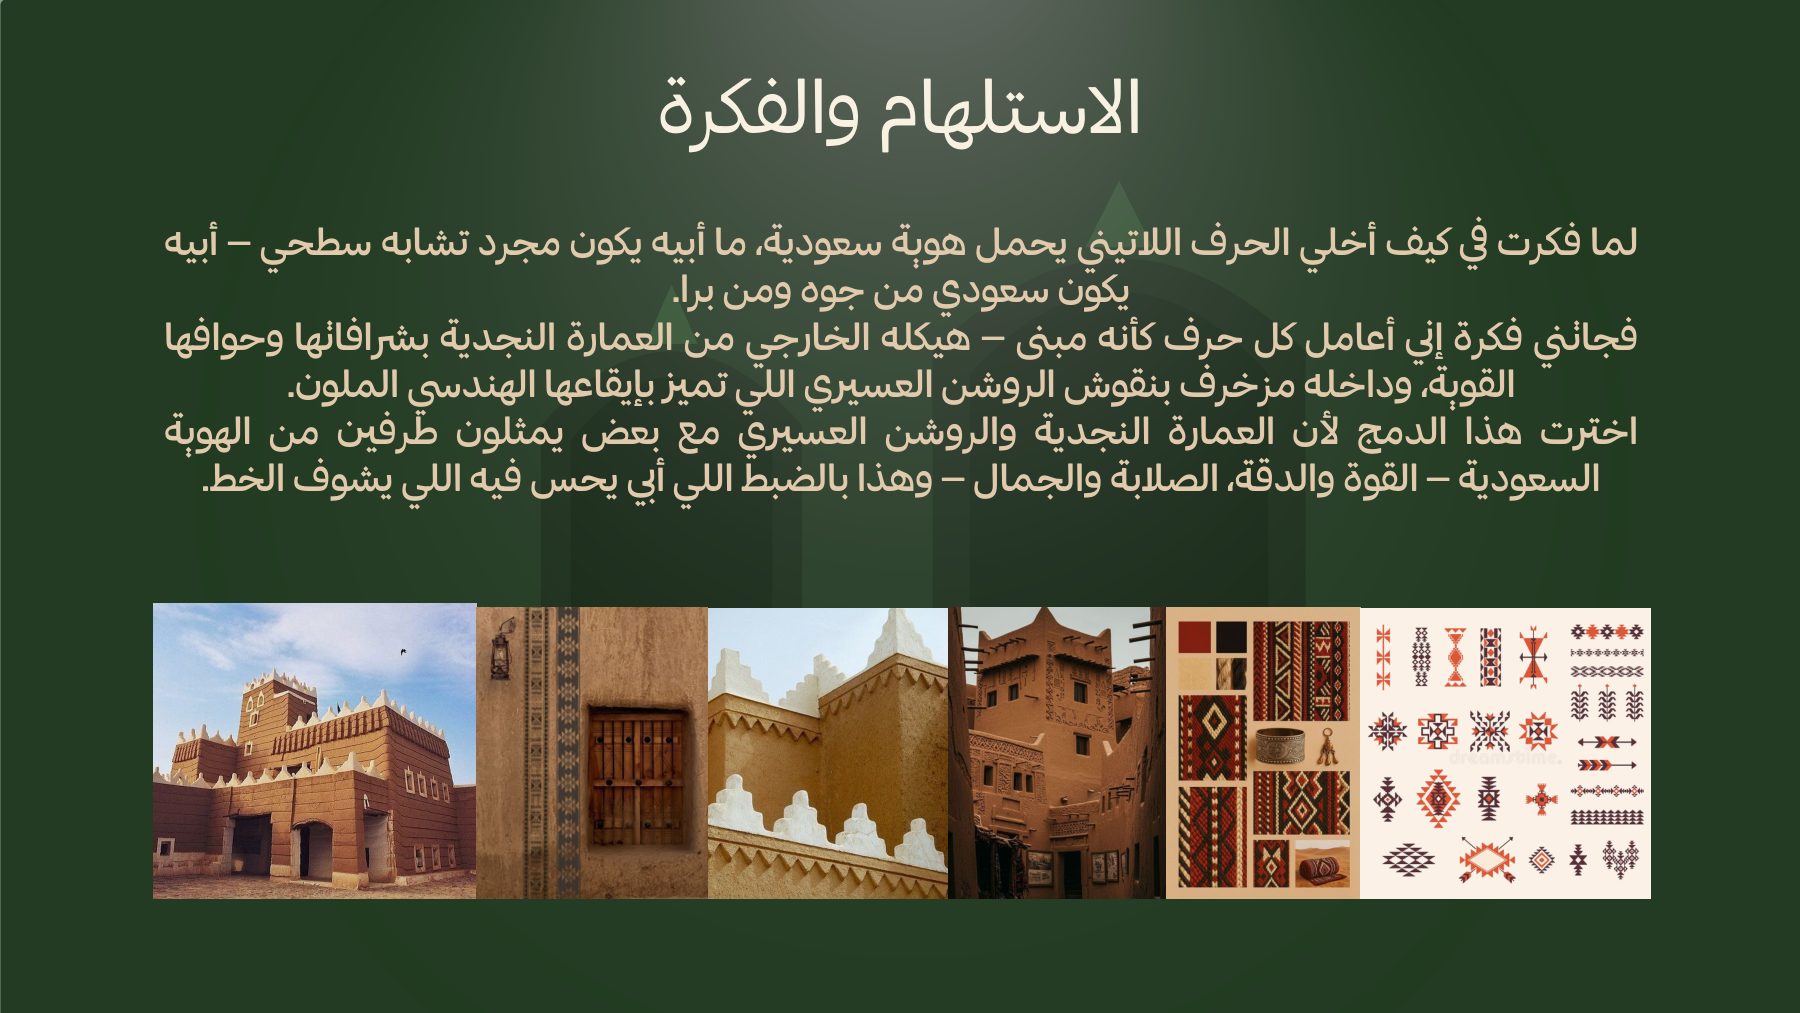 الاستلهام والفكرة
لما فكرت في كيف أخلي الحرف اللاتيني يحمل هوية سعودية، ما أبيه يكون مجرد تشابه سطحي – أبيه
يكون سعودي من جوه ومن برا.
فجاتني فكرة إني أعامل كل حرف كأنه مبنى – هيكله الخارجي من العمارة النجدية بشرافاتها وحوافها
القوية، وداخله مزخرف بنقوش الروشن العسيري اللي تميز بإيقاعها الهندسي الملون.
اخترت هذا الدمج لأن العمارة النجدية والروشن العسيري مع بعض يمثلون طرفين من الهوية
السعودية – القوة والدقة، الصلابة والجمال – وهذا بالضبط اللي أبي يحس فيه اللي يشوف الخط.
dreamstime.